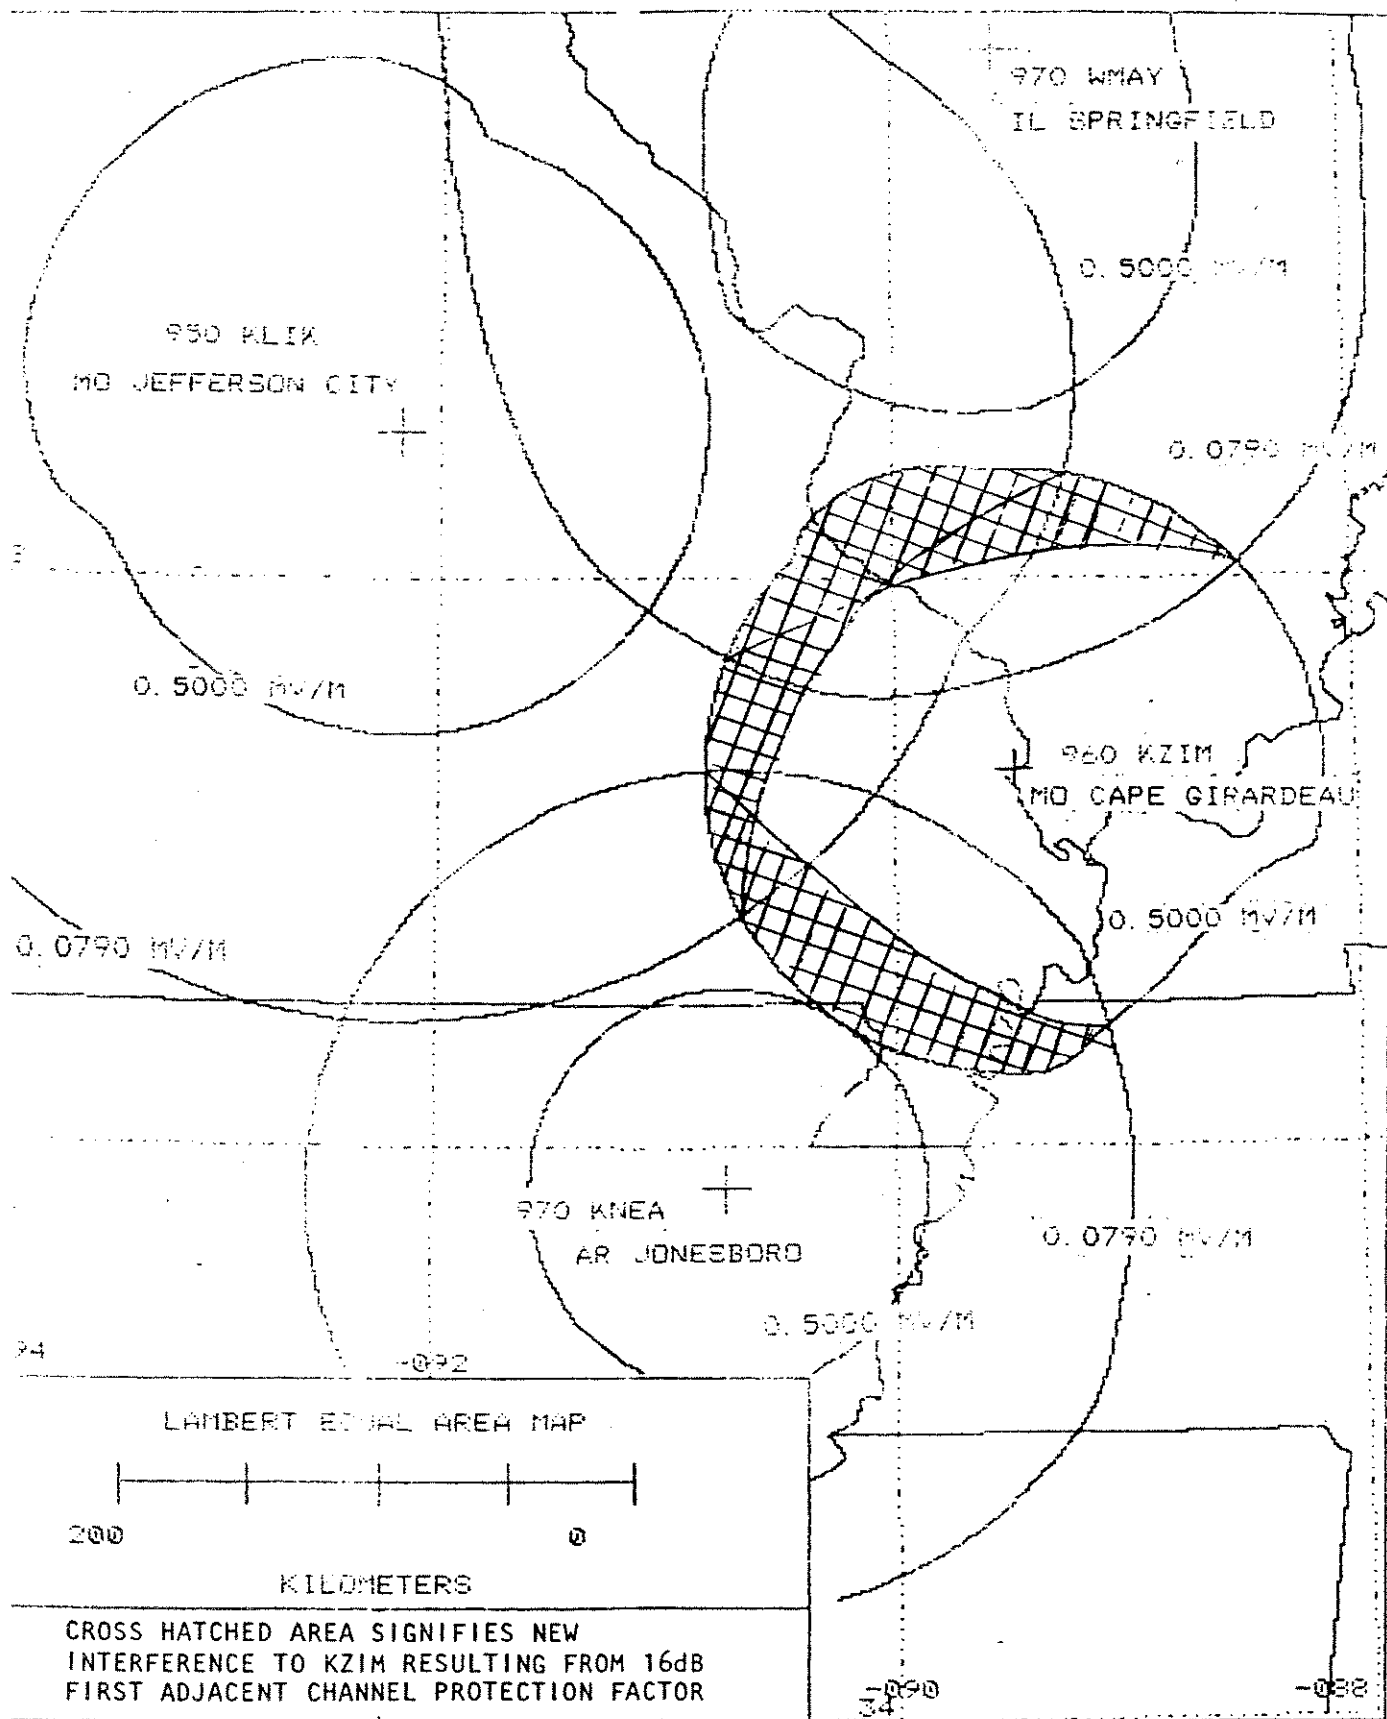 970 WMAY
IL SPRINGFIELD
0.5000 MV/M
950 KLIK
MO JEFFERSON CITY
0.0790 MV/M
0.5000 MV/M
960 KZIM
MO CAPE GIRARDEAU
0.5000 MV/M
0.0790 MV/M
970 KNEA
AR JONESBORO
0.0790 MV/M
0.5000 MV/M
-092
LAMBERT EQUAL AREA MAP
200 0
KILOMETERS
CROSS HATCHED AREA SIGNIFIES NEW
INTERFERENCE TO KZIM RESULTING FROM 16dB
FIRST ADJACENT CHANNEL PROTECTION FACTOR
-090
-088
34